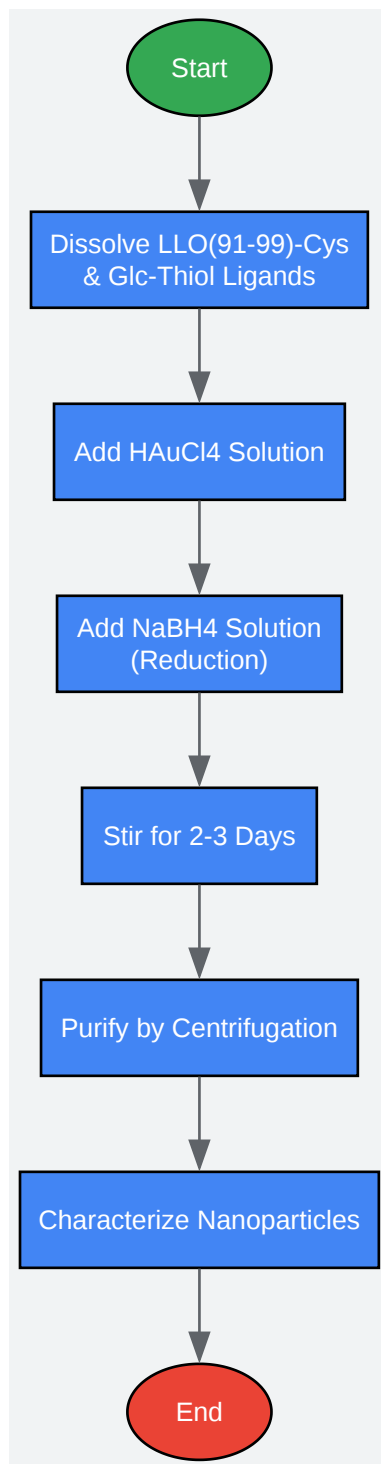 Start
Dissolve LLO(91-99)-Cys
& Glc-Thiol Ligands
Add HAuCl4 Solution
Add NaBH4 Solution
(Reduction)
Stir for 2-3 Days
Purify by Centrifugation
Characterize Nanoparticles
End